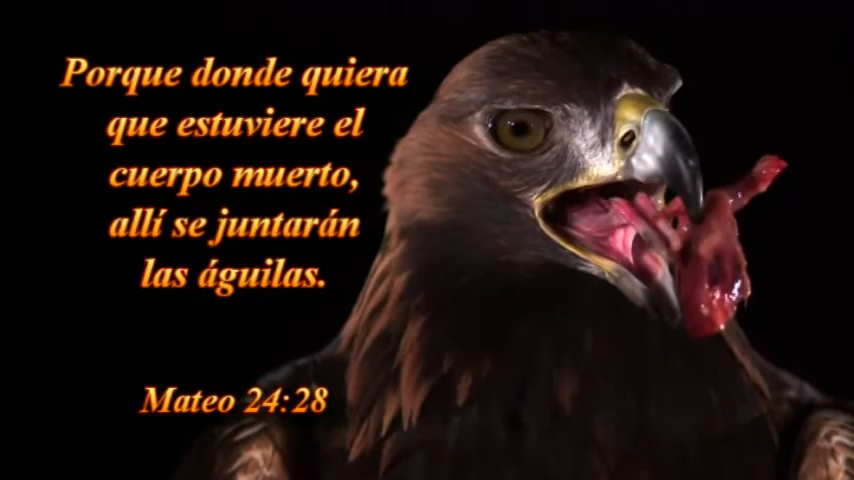 Porque donde quiera
que estuviere el
cuerpo muerto,
allí se juntarán
las águilas.
Mateo 24:28